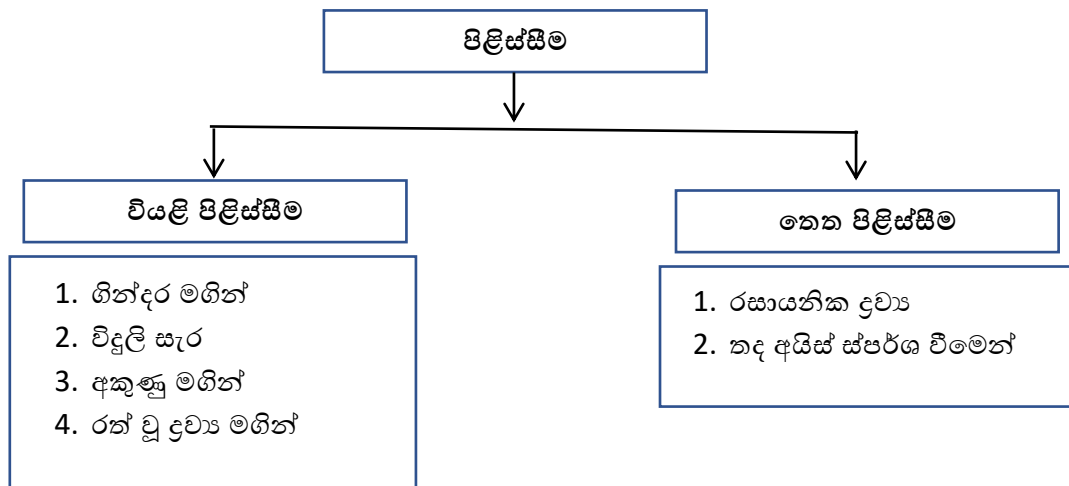 පිළිස්සීම
වියළි පිළිස්සීම
1. ගින්දර මගින්
2. විදුලි සැර
3. අකුණු මගින්
4. රත් වූ ද්‍රව්‍ය මගින්
තෙත පිළිස්සීම
1. රසායනික ද්‍රව්‍ය
2. තද අයිස් ස්පර්ශ වීමෙන්